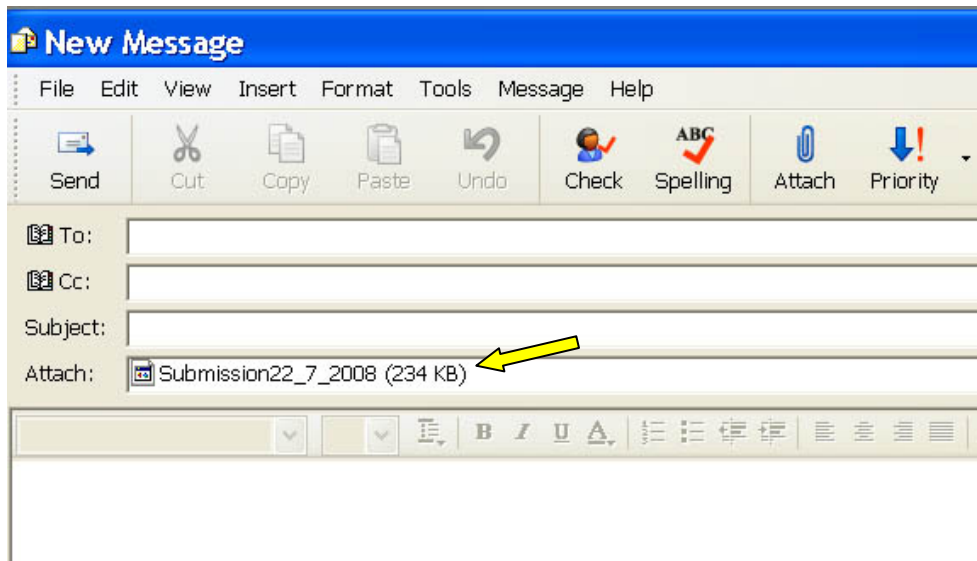 New Message
File Edit View Insert Format Tools Message Help
ABC
Send Cut Copy Paste Undo Check Spelling Attach Priority
To:
Cc:
Subject:
Attach: Submission22_7_2008 (234 KB)
B I U A